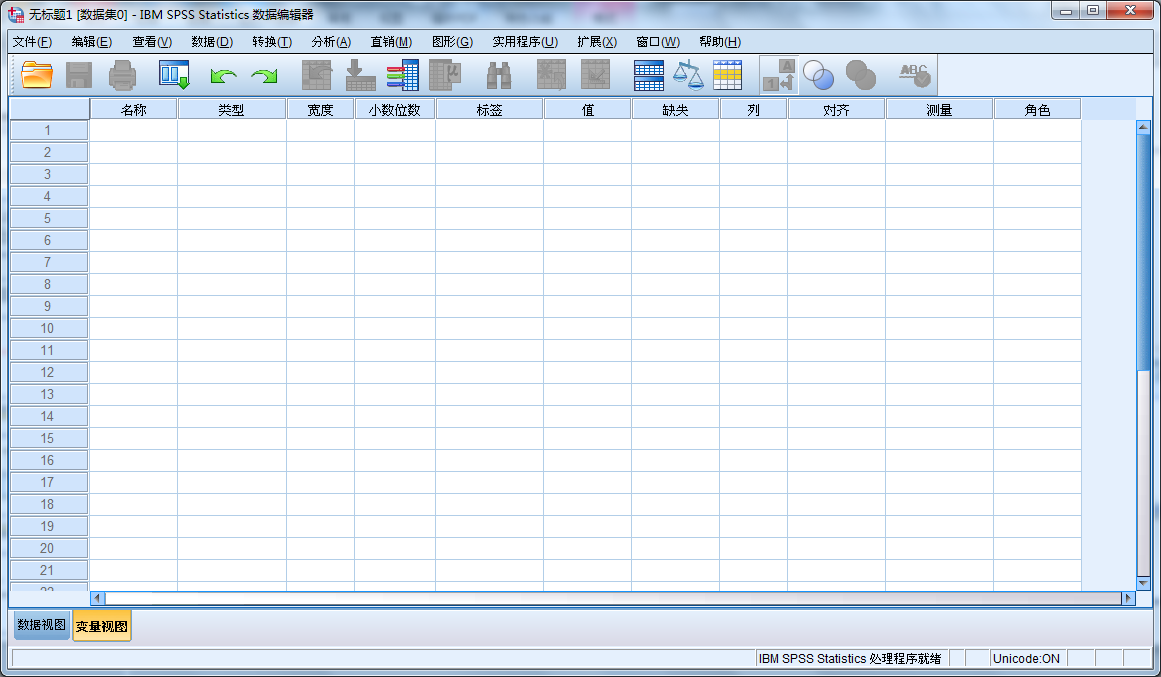 无标题1 [数据集0] - IBM SPSS Statistics 数据编辑器
文件(F) 编辑(E) 查看(V) 数据(D) 转换(T) 分析(A) 直销(M) 图形(G) 实用程序(U) 扩展(X) 窗口(W) 帮助(H)
A
1
μ
ABC
名称 类型 宽度 小数位数 标签 值 缺失 列 对齐 测量 角色
1
2
3
4
5
6
7
8
9
10
11
12
13
14
15
16
17
18
19
20
21
22
数据视图 变量视图
IBM SPSS Statistics 处理程序就绪 Unicode:ON